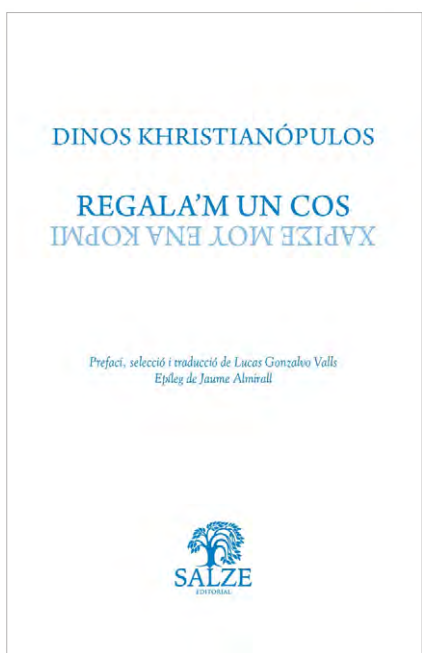 DINOS KHRISTIANÓPULOS
REGALA'M UN COS
ΧΑΡΙΣΕ ΜΟΥ ΕΝΑ ΚΟΡΜΙ
Prefaci, selecció i traducció de Lucas Gonzalvo Valls
Epíleg de Jaume Almirall
SALZE
EDITORIAL